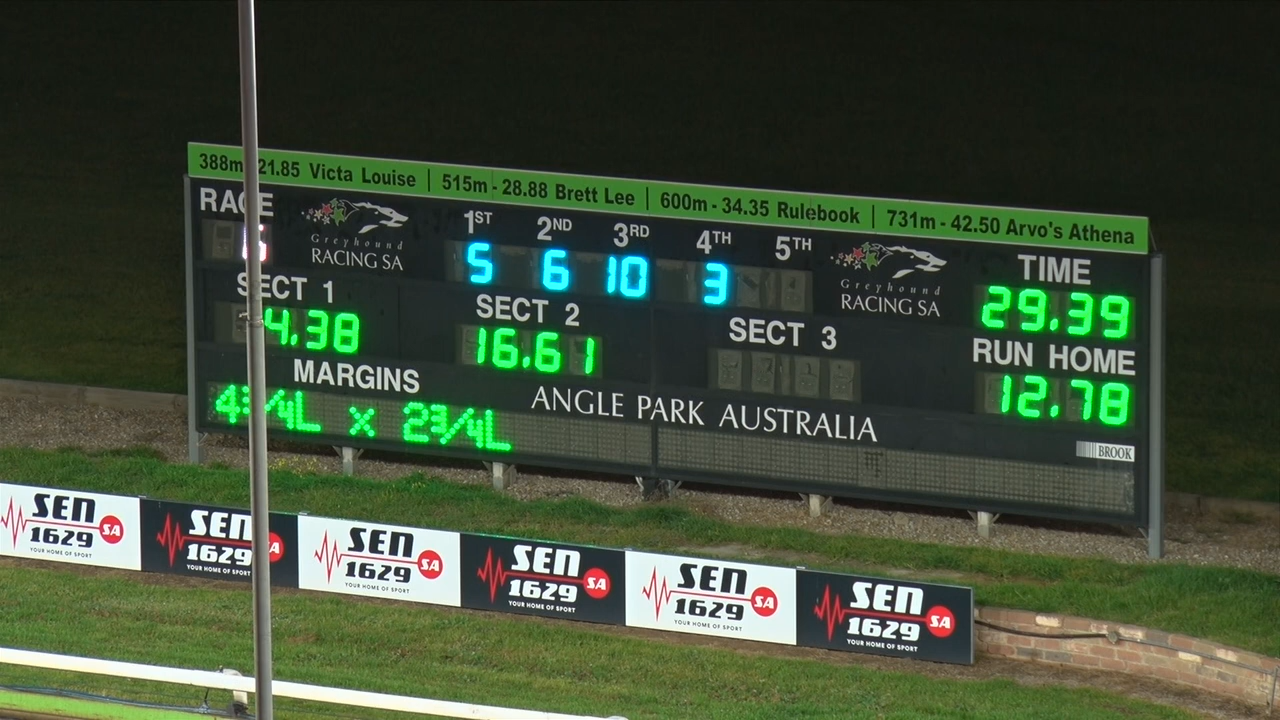 388m 21.85 Victa Louise | 515m - 28.88 Brett Lee | 600m - 34.35 Rulebook | 731m - 42.50 Arvo's Athena
RACE
Greyhound
RACING SA
1ST 2ND 3RD 4TH 5TH
5 6 10 3
Greyhound
RACING SA
TIME
29.39
SECT 1
4.38
SECT 2
16.61
SECT 3
RUN HOME
12.78
MARGINS
4¾L x 2¾L
ANGLE PARK AUSTRALIA
BROOK
SEN
1629
SA
YOUR HOME OF SPORT
SEN
1629
SA
YOUR HOME OF SPORT
SEN
1629
SA
YOUR HOME OF SPORT
SEN
1629
SA
YOUR HOME OF SPORT
SEN
1629
SA
YOUR HOME OF SPORT
SEN
1629
SA
YOUR HOME OF SPORT